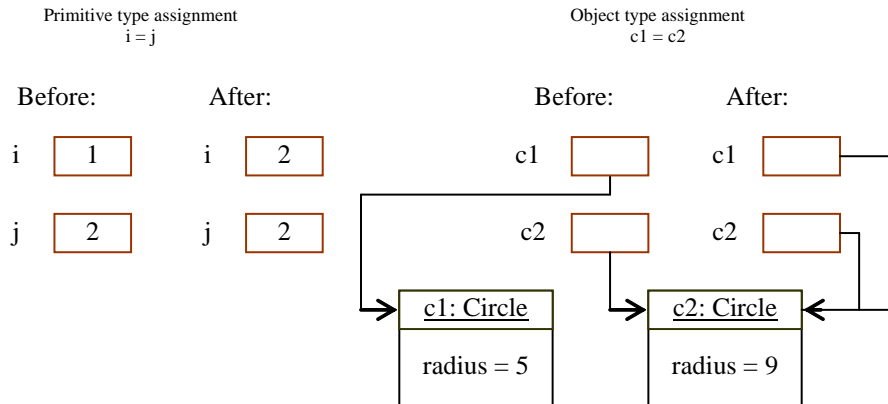 Primitive type assignment
i = j
Object type assignment
c1 = c2
Before:
After:
Before:
After:
i
1
i
2
c1
c1
j
2
j
2
c2
c2
c1: Circle
c2: Circle
radius = 5
radius = 9